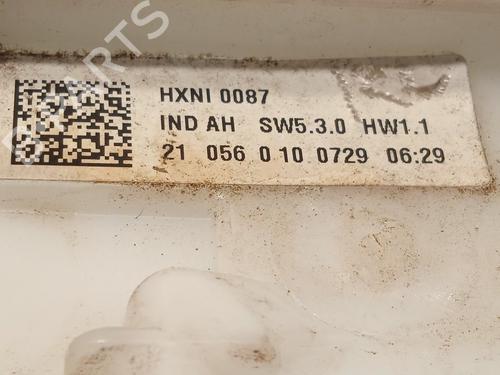 HXNI 0087
IND AH SW5.3.0 HW1.1
21 056 0 10 0729 06:29